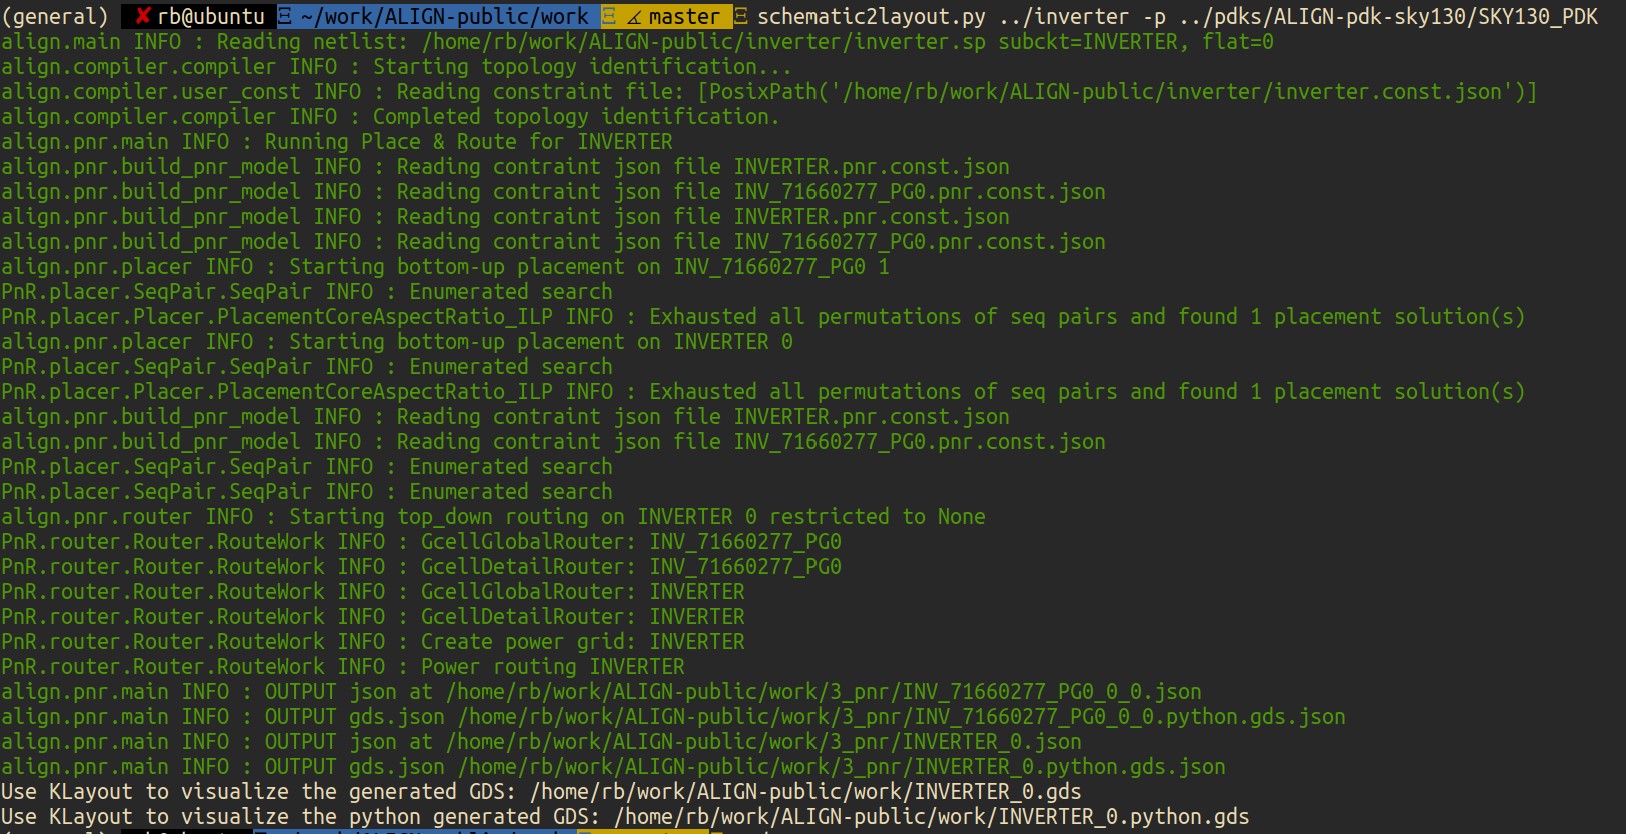 (general) ✘ rb@ubuntu Ξ ~/work/ALIGN-public/work Ξ ∠ master Ξ schematic2layout.py ../inverter -p ../pdks/ALIGN-pdk-sky130/SKY130_PDK
align.main INFO : Reading netlist: /home/rb/work/ALIGN-public/inverter/inverter.sp subckt=INVERTER, flat=0
align.compiler.compiler INFO : Starting topology identification...
align.compiler.user_const INFO : Reading constraint file: [PosixPath('/home/rb/work/ALIGN-public/inverter/inverter.const.json')]
align.compiler.compiler INFO : Completed topology identification.
align.pnr.main INFO : Running Place & Route for INVERTER
align.pnr.build_pnr_model INFO : Reading contraint json file INVERTER.pnr.const.json
align.pnr.build_pnr_model INFO : Reading contraint json file INV_71660277_PG0.pnr.const.json
align.pnr.build_pnr_model INFO : Reading contraint json file INVERTER.pnr.const.json
align.pnr.build_pnr_model INFO : Reading contraint json file INV_71660277_PG0.pnr.const.json
align.pnr.placer INFO : Starting bottom-up placement on INV_71660277_PG0 1
PnR.placer.SeqPair.SeqPair INFO : Enumerated search
PnR.placer.Placer.PlacementCoreAspectRatio_ILP INFO : Exhausted all permutations of seq pairs and found 1 placement solution(s)
align.pnr.placer INFO : Starting bottom-up placement on INVERTER 0
PnR.placer.SeqPair.SeqPair INFO : Enumerated search
PnR.placer.Placer.PlacementCoreAspectRatio_ILP INFO : Exhausted all permutations of seq pairs and found 1 placement solution(s)
align.pnr.build_pnr_model INFO : Reading contraint json file INVERTER.pnr.const.json
align.pnr.build_pnr_model INFO : Reading contraint json file INV_71660277_PG0.pnr.const.json
PnR.placer.SeqPair.SeqPair INFO : Enumerated search
PnR.placer.SeqPair.SeqPair INFO : Enumerated search
align.pnr.router INFO : Starting top_down routing on INVERTER 0 restricted to None
PnR.router.Router.RouteWork INFO : GcellGlobalRouter: INV_71660277_PG0
PnR.router.Router.RouteWork INFO : GcellDetailRouter: INV_71660277_PG0
PnR.router.Router.RouteWork INFO : GcellGlobalRouter: INVERTER
PnR.router.Router.RouteWork INFO : GcellDetailRouter: INVERTER
PnR.router.Router.RouteWork INFO : Create power grid: INVERTER
PnR.router.Router.RouteWork INFO : Power routing INVERTER
align.pnr.main INFO : OUTPUT json at /home/rb/work/ALIGN-public/work/3_pnr/INV_71660277_PG0_0_0.json
align.pnr.main INFO : OUTPUT gds.json /home/rb/work/ALIGN-public/work/3_pnr/INV_71660277_PG0_0_0.python.gds.json
align.pnr.main INFO : OUTPUT json at /home/rb/work/ALIGN-public/work/3_pnr/INVERTER_0.json
align.pnr.main INFO : OUTPUT gds.json /home/rb/work/ALIGN-public/work/3_pnr/INVERTER_0.python.gds.json
Use KLayout to visualize the generated GDS: /home/rb/work/ALIGN-public/work/INVERTER_0.gds
Use KLayout to visualize the python generated GDS: /home/rb/work/ALIGN-public/work/INVERTER_0.python.gds